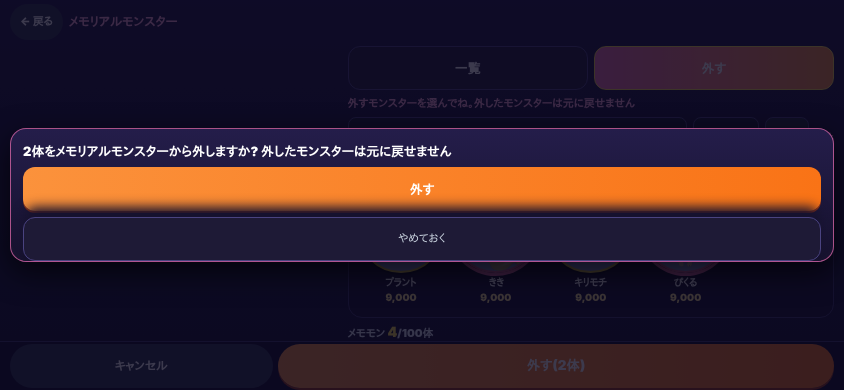 ← 戻る メモリアルモンスター
一覧 外す
外すモンスターを選んでね。外したモンスターは元に戻せません
2体をメモリアルモンスターから外しますか? 外したモンスターは元に戻せません
外す
やめておく
プラント きき キリモチ ぴくる
9,000 9,000 9,000 9,000
メモモン 4/100体
キャンセル 外す(2体)